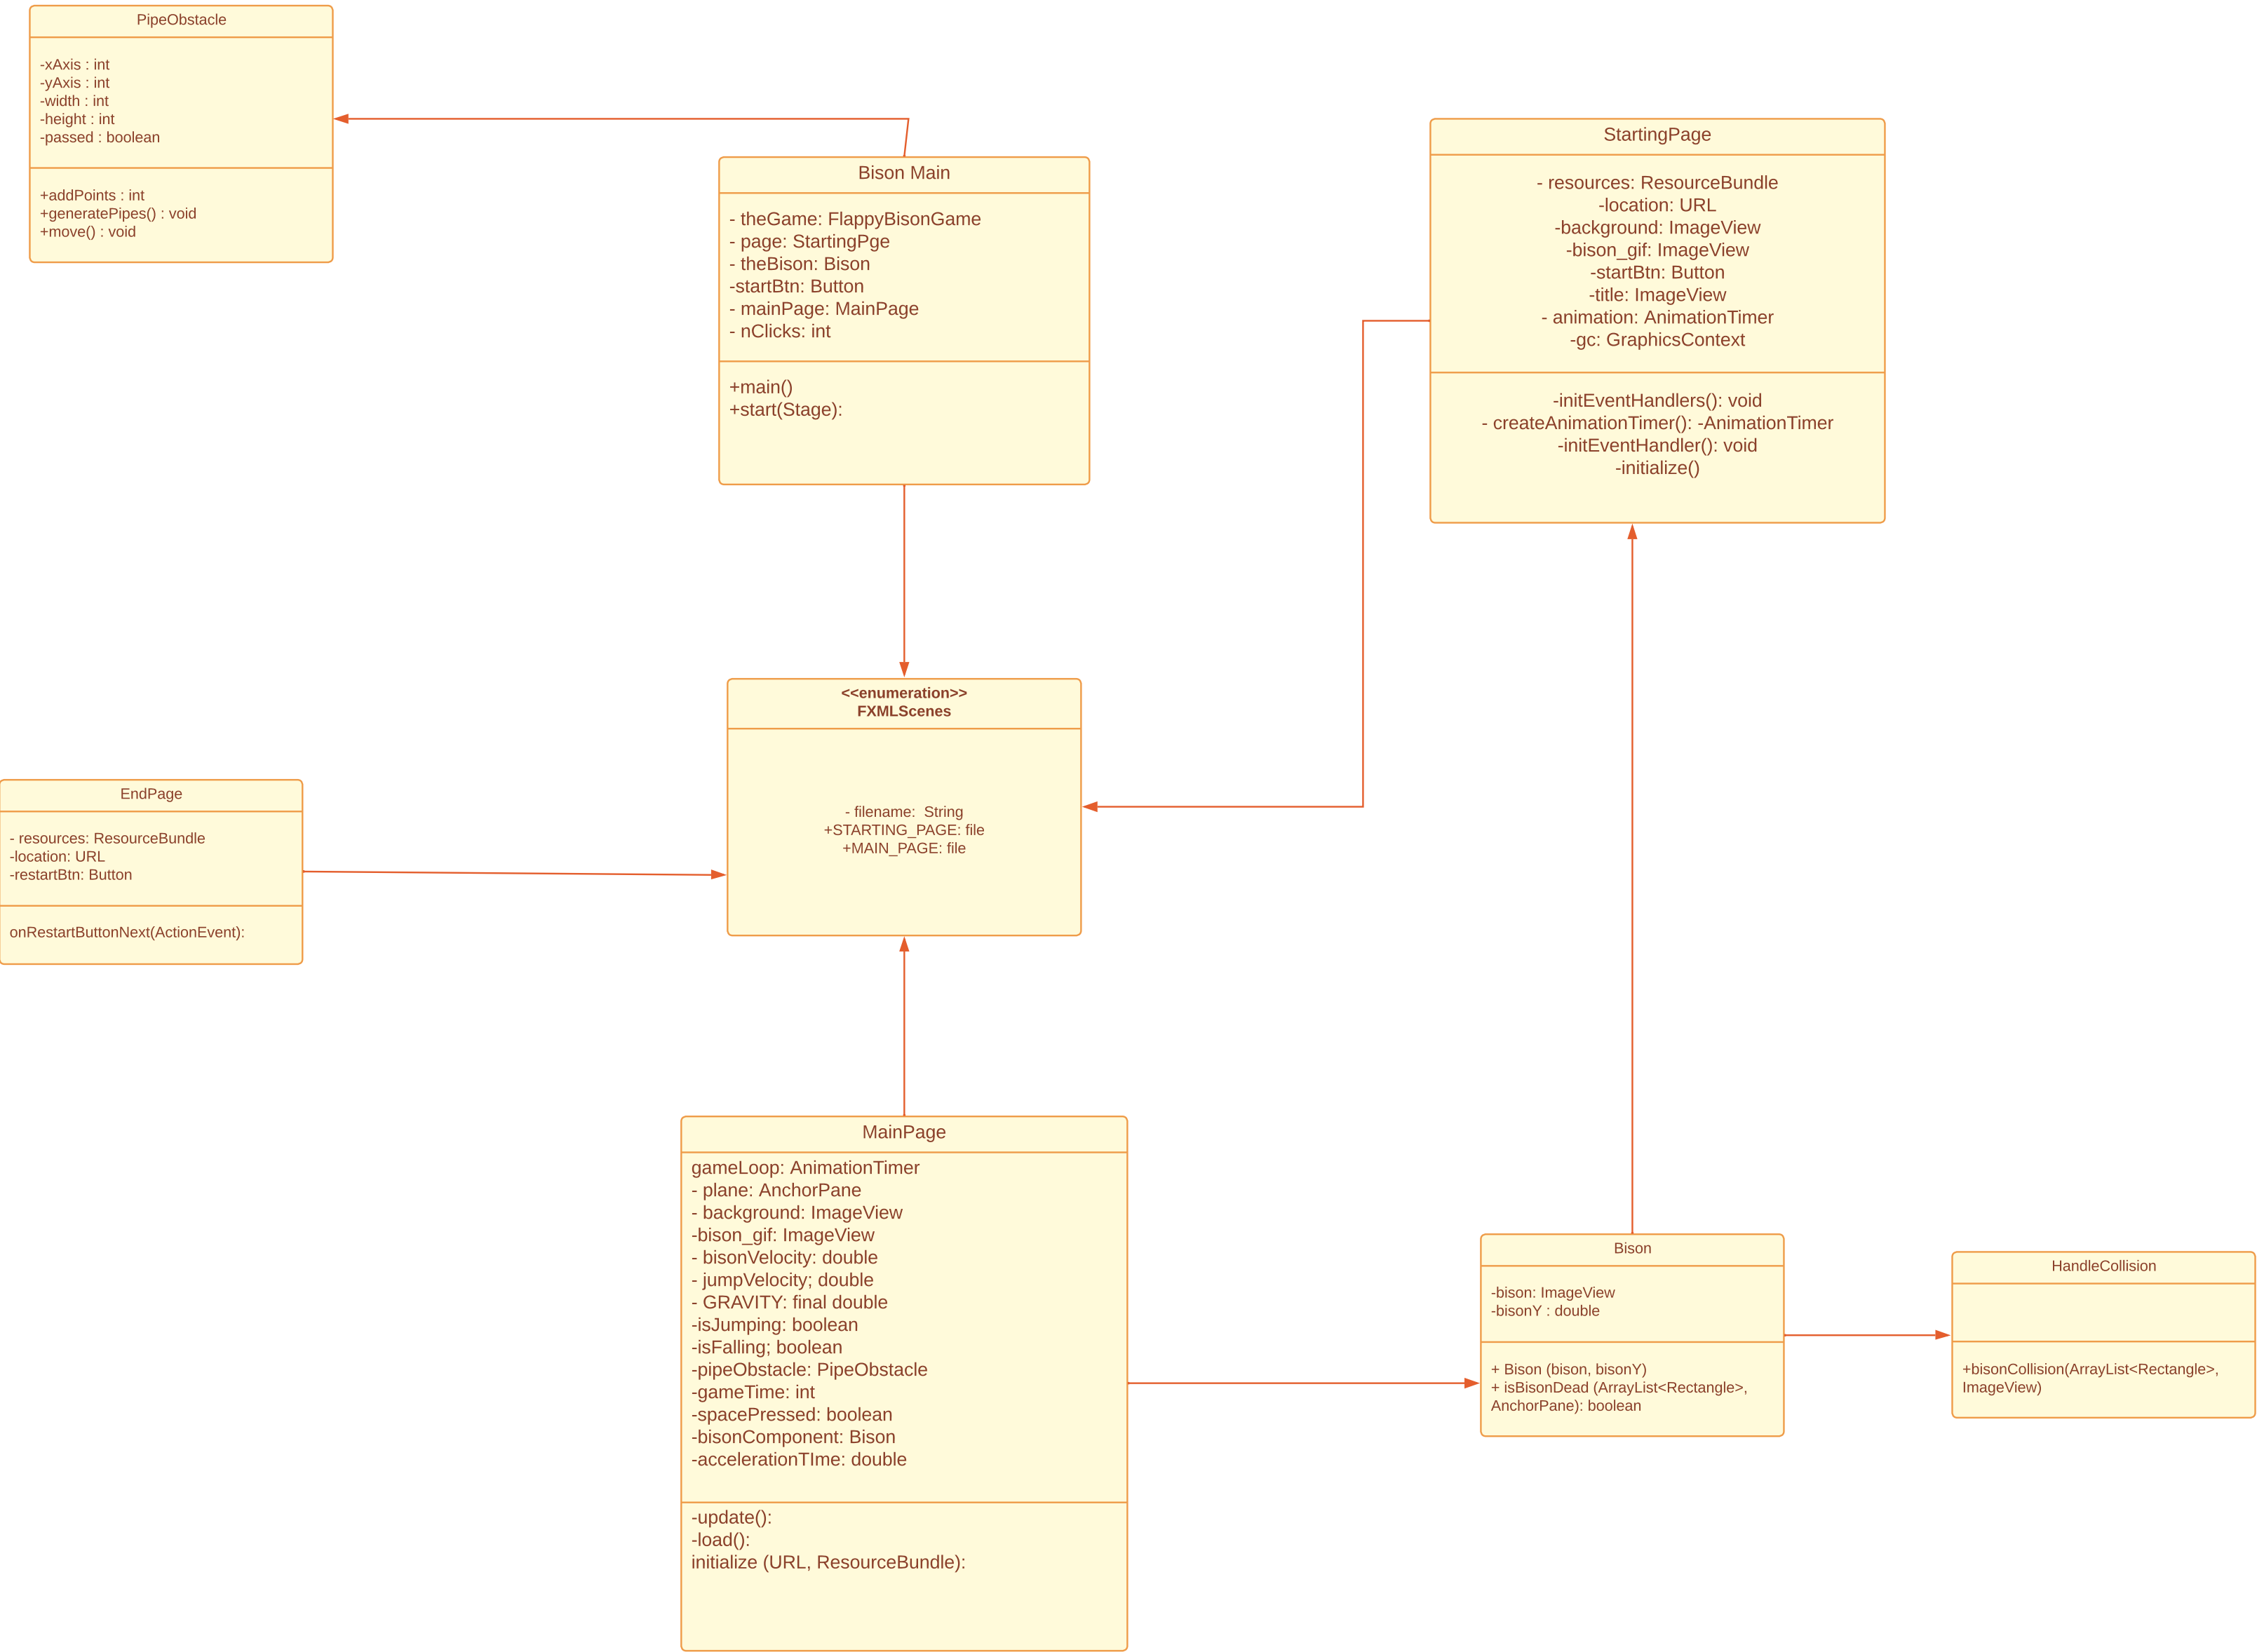 PipeObstacle
-xAxis : int
-yAxis : int
-width : int
-height : int
-passed : boolean
+addPoints : int
+generatePipes() : void
+move() : void
Bison Main
- theGame: FlappyBisonGame
- page: StartingPge
- theBison: Bison
-startBtn: Button
- mainPage: MainPage
- nClicks: int
+main()
+start(Stage):
StartingPage
- resources: ResourceBundle
-location: URL
-background: ImageView
-bison_gif: ImageView
-startBtn: Button
-title: ImageView
- animation: AnimationTimer
-gc: GraphicsContext
-initEventHandlers(): void
- createAnimationTimer(): -AnimationTimer
-initEventHandler(): void
-initialize()
<<enumeration>>
FXMLScenes
- filename:  String
+STARTING_PAGE: file
+MAIN_PAGE: file
EndPage
- resources: ResourceBundle
-location: URL
-restartBtn: Button
onRestartButtonNext(ActionEvent):
MainPage
gameLoop: AnimationTimer
- plane: AnchorPane
- background: ImageView
-bison_gif: ImageView
- bisonVelocity: double
- jumpVelocity; double
- GRAVITY: final double
-isJumping: boolean
-isFalling; boolean
-pipeObstacle: PipeObstacle
-gameTime: int
-spacePressed: boolean
-bisonComponent: Bison
-accelerationTIme: double
-update():
-load():
initialize (URL, ResourceBundle):
Bison
-bison: ImageView
-bisonY : double
+ Bison (bison, bisonY)
+ isBisonDead (ArrayList<Rectangle>,
AnchorPane): boolean
HandleCollision
+bisonCollision(ArrayList<Rectangle>,
ImageView)